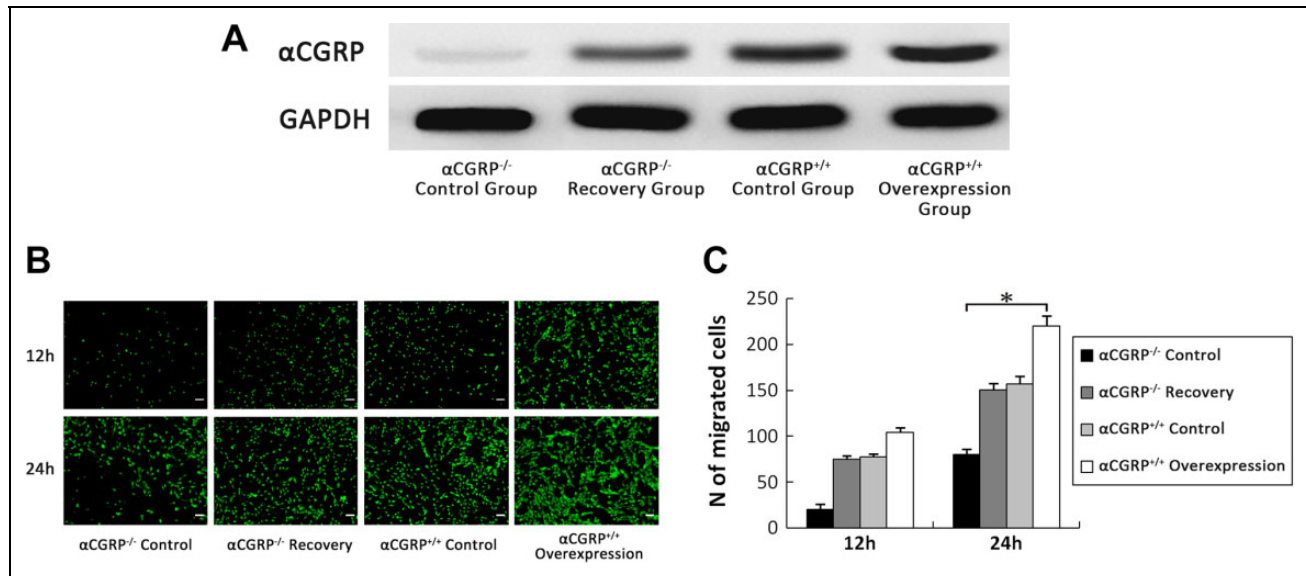 A
αCGRP
GAPDH
αCGRP-/-
Control Group
αCGRP-/-
Recovery Group
αCGRP+/+
Control Group
αCGRP+/+
Overexpression
Group
B
12h
24h
αCGRP-/- Control
αCGRP-/- Recovery
αCGRP+/+ Control
αCGRP+/+
Overexpression
C
N of migrated cells
250
200
150
100
50
0
*
12h
24h
αCGRP-/- Control
αCGRP-/- Recovery
αCGRP+/+ Control
αCGRP+/+ Overexpression